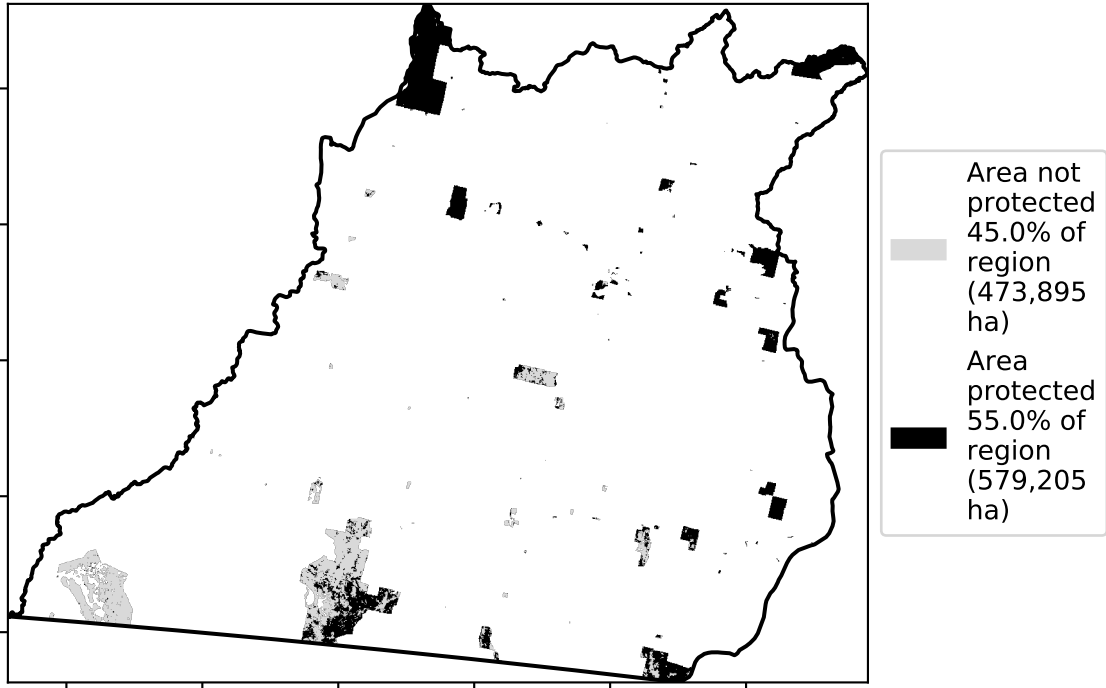 Area not
protected
45.0% of
region
(473,895
ha)
Area
protected
55.0% of
region
(579,205
ha)